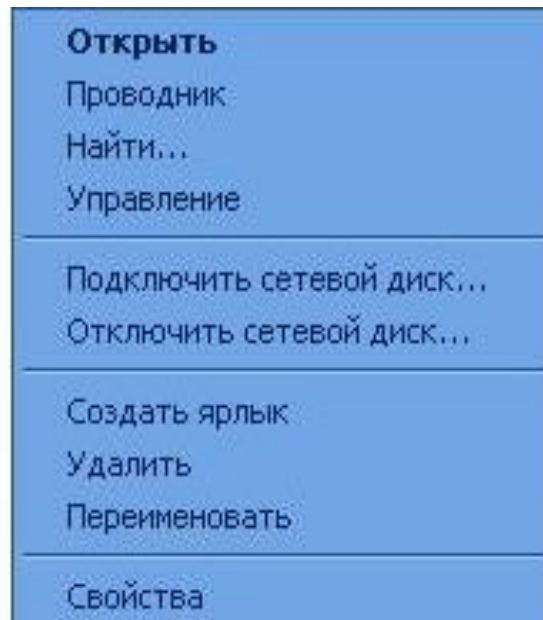 Открыть
Проводник
Найти...
Управление
Подключить сетевой диск...
Отключить сетевой диск...
Создать ярлык
Удалить
Переименовать
Свойства